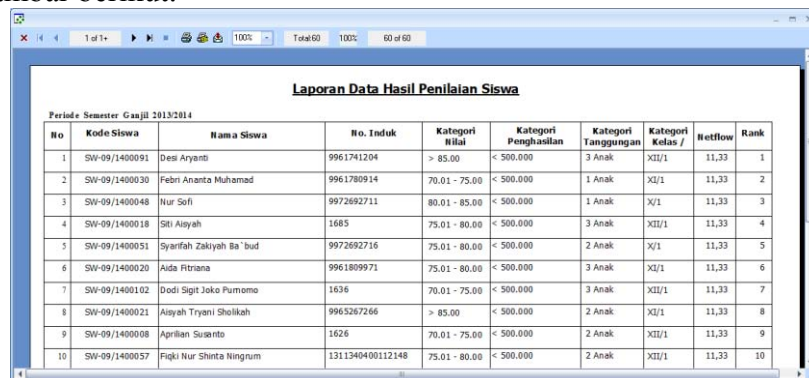 1 of 1+ 100% Total:60 100% 60 of 60
Laporan Data Hasil Penilaian Siswa
Periode Semester Ganjil 2013/2014
No Kode Siswa Nama Siswa No. Induk Kategori Nilai Kategori Penghasilan Kategori Tanggungan Kategori Kelas / Netflow Rank
1 SW-09/1400091 Desi Aryanti 9961741204 > 85.00 < 500.000 3 Anak XII/1 11,33 1
2 SW-09/1400030 Febri Ananta Muhamad 9961780914 70.01 - 75.00 < 500.000 1 Anak XI/1 11,33 2
3 SW-09/1400048 Nur Sofi 9972692711 80.01 - 85.00 < 500.000 1 Anak X/1 11,33 3
4 SW-09/1400018 Siti Aisyah 1685 75.01 - 80.00 < 500.000 3 Anak XII/1 11,33 4
5 SW-09/1400051 Syarifah Zakiyah Ba`bud 9972692716 75.01 - 80.00 < 500.000 2 Anak X/1 11,33 5
6 SW-09/1400020 Aida Fitriana 9961809971 75.01 - 80.00 < 500.000 3 Anak XI/1 11,33 6
7 SW-09/1400102 Dodi Sigit Joko Purnomo 1636 70.01 - 75.00 < 500.000 3 Anak XII/1 11,33 7
8 SW-09/1400021 Aisyah Tryani Sholikah 9965267266 > 85.00 < 500.000 2 Anak XI/1 11,33 8
9 SW-09/1400008 Aprilian Susanto 1626 70.01 - 75.00 < 500.000 2 Anak XII/1 11,33 9
10 SW-09/1400057 Fiqki Nur Shinta Ningrum 1311340400112148 75.01 - 80.00 < 500.000 2 Anak XII/1 11,33 10